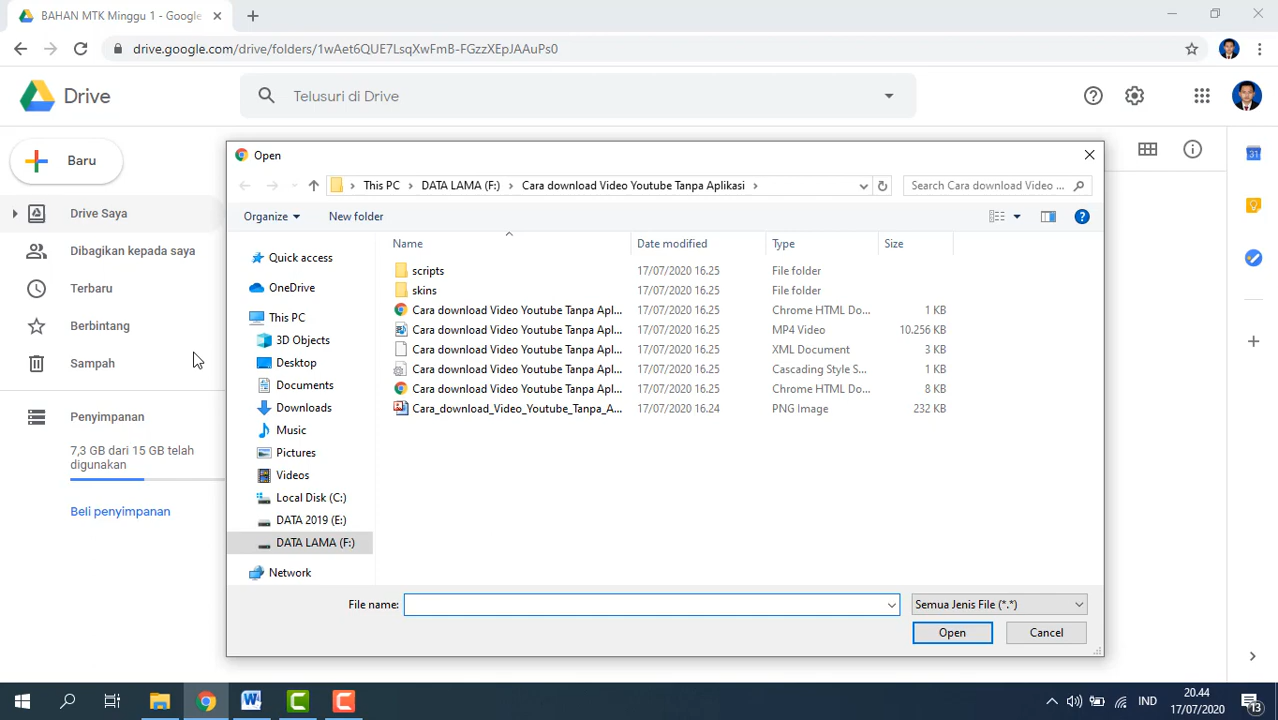 BAHAN MTK Minggu 1 - Google
drive.google.com/drive/folders/1wAet6QUE7LsqXwFmB-FGzzXEpJAAuPs0
Drive
Telusuri di Drive
Baru
Drive Saya
Dibagikan kepada saya
Terbaru
Berbintang
Sampah
Penyimpanan
7,3 GB dari 15 GB telah
digunakan
Beli penyimpanan
31
Open
This PC
DATA LAMA (F:)
Cara download Video Youtube Tanpa Aplikasi
Search Cara download Video ...
Organize
New folder
Quick access
OneDrive
This PC
3D Objects
Desktop
Documents
Downloads
Music
Pictures
Videos
Local Disk (C:)
DATA 2019 (E:)
DATA LAMA (F:)
Network
Name Date modified Type Size
scripts 17/07/2020 16.25 File folder
skins 17/07/2020 16.25 File folder
Cara download Video Youtube Tanpa Apl... 17/07/2020 16.25 Chrome HTML Do... 1 KB
Cara download Video Youtube Tanpa Apl... 17/07/2020 16.25 MP4 Video 10.256 KB
Cara download Video Youtube Tanpa Apl... 17/07/2020 16.25 XML Document 3 KB
Cara download Video Youtube Tanpa Apl... 17/07/2020 16.25 Cascading Style S... 1 KB
Cara download Video Youtube Tanpa Apl... 17/07/2020 16.25 Chrome HTML Do... 8 KB
Cara_download_Video_Youtube_Tanpa_A... 17/07/2020 16.24 PNG Image 232 KB
File name:
Semua Jenis File (*.*)
Open
Cancel
IND
20.44
17/07/2020
13